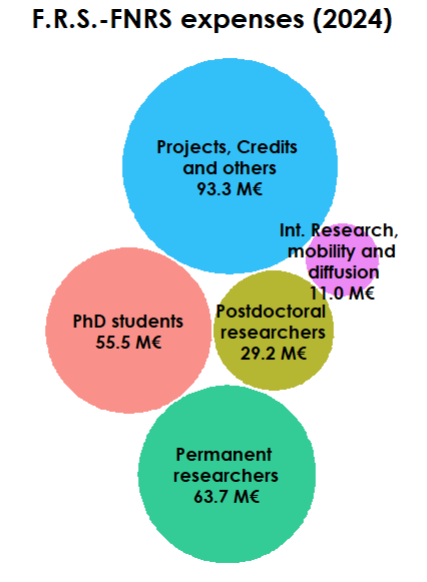 F.R.S.-FNRS expenses (2024)
Projects, Credits
and others
93.3 M€
Int. Research,
mobility and
diffusion
11.0 M€
PhD students
55.5 M€
Postdoctoral
researchers
29.2 M€
Permanent
researchers
63.7 M€